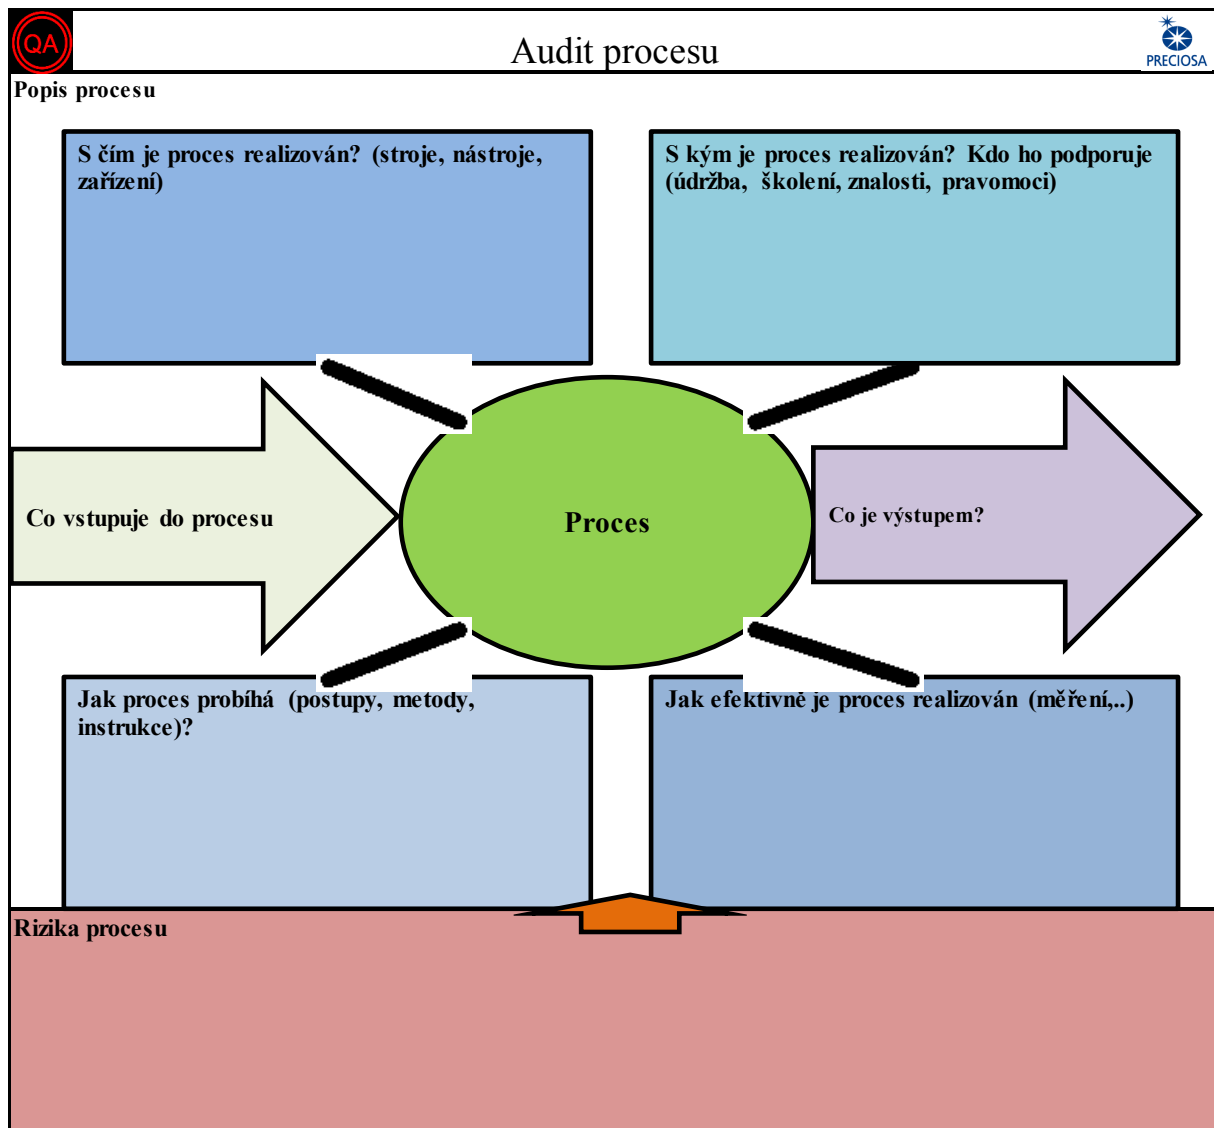 QA
Audit procesu
PRECIOSA
Popis procesu
S čím je proces realizován? (stroje, nástroje,
zařízení)
S kým je proces realizován? Kdo ho podporuje
(údržba, školení, znalosti, pravomoci)
Co vstupuje do procesu
Proces
Co je výstupem?
Jak proces probíhá (postupy, metody,
instrukce)?
Jak efektivně je proces realizován (měření,..)
Rizika procesu